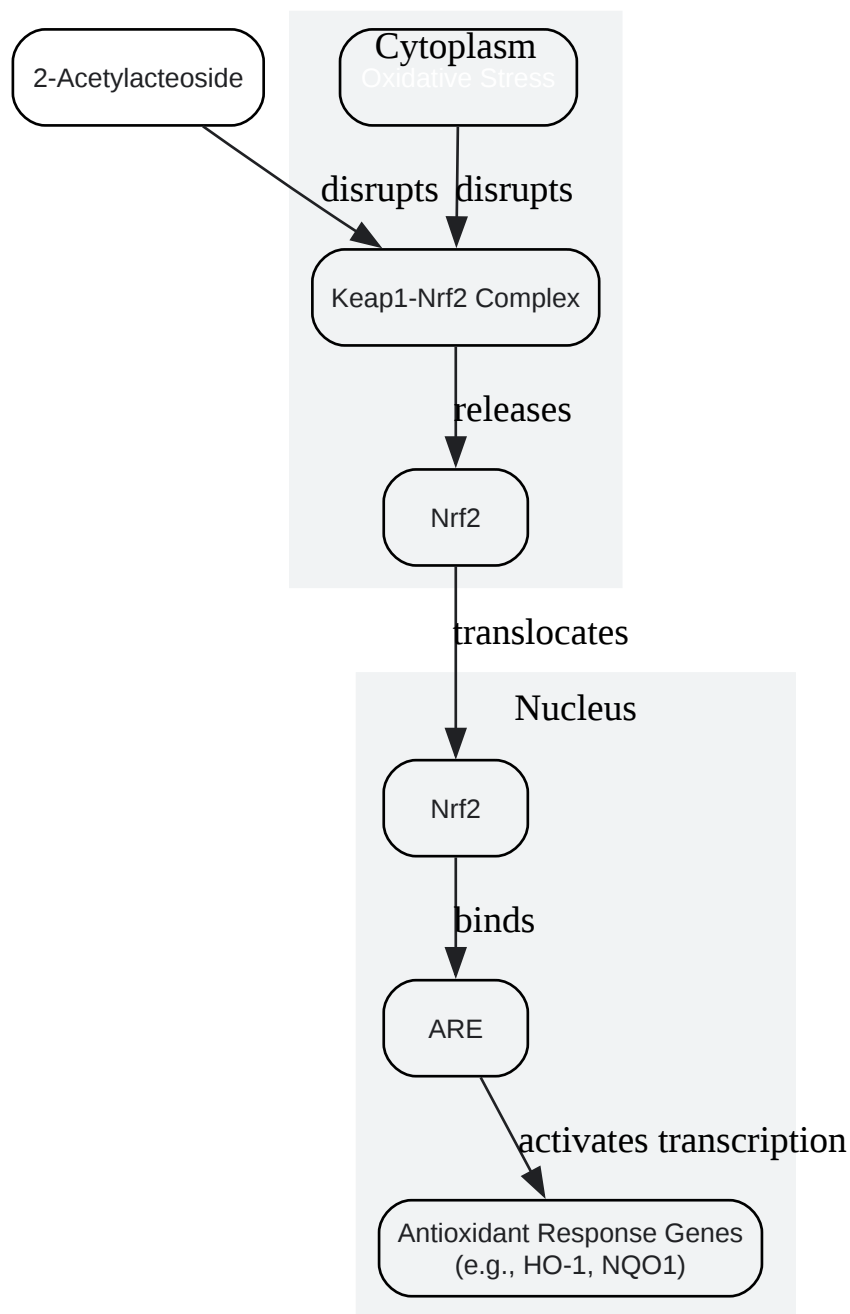 Cytoplasm
2-Acetylacteoside
Oxidative Stress
disrupts
disrupts
Keap1-Nrf2 Complex
releases
Nrf2
translocates
Nucleus
Nrf2
binds
ARE
activates transcription
Antioxidant Response Genes
(e.g., HO-1, NQO1)